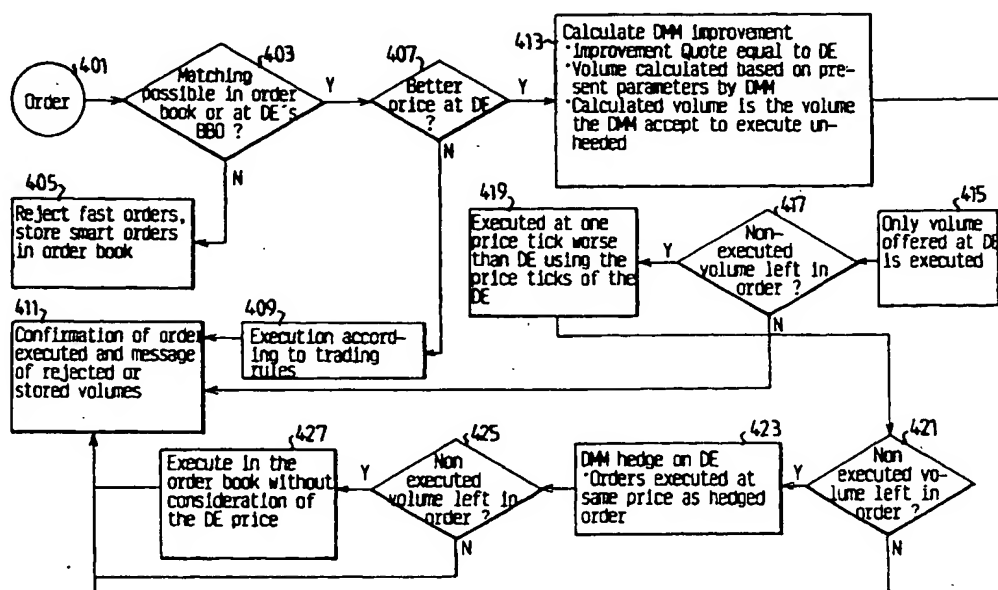 401
Order
403
Matching
possible in order
book or at DE's
BBO ?
Y
N
407
Better
price at DE
?
Y
N
413
Calculate DMM improvement
·Improvement Quote equal to DE
·Volume calculated based on pre-
sent parameters by DMM
·Calculated volume is the volume
the DMM accept to execute un-
heeded
405
Reject fast orders,
store smart orders
in order book
419
Executed at one
price tick worse
than DE using the
price ticks of the
DE
417
Y
Non-
executed
volume left in
order ?
N
415
Only volume
offered at DE
is executed
411
Confirmation of order
executed and message
of rejected or
stored volumes
409
Execution accord-
ing to trading
rules
427
Execute in the
order book without
consideration of
the DE price
425
Y
Non
executed
volume left in
order ?
N
423
DMM hedge on DE
·Orders executed at
same price as hedged
order
421
Y
Non
executed vo-
lume left in
order ?
N